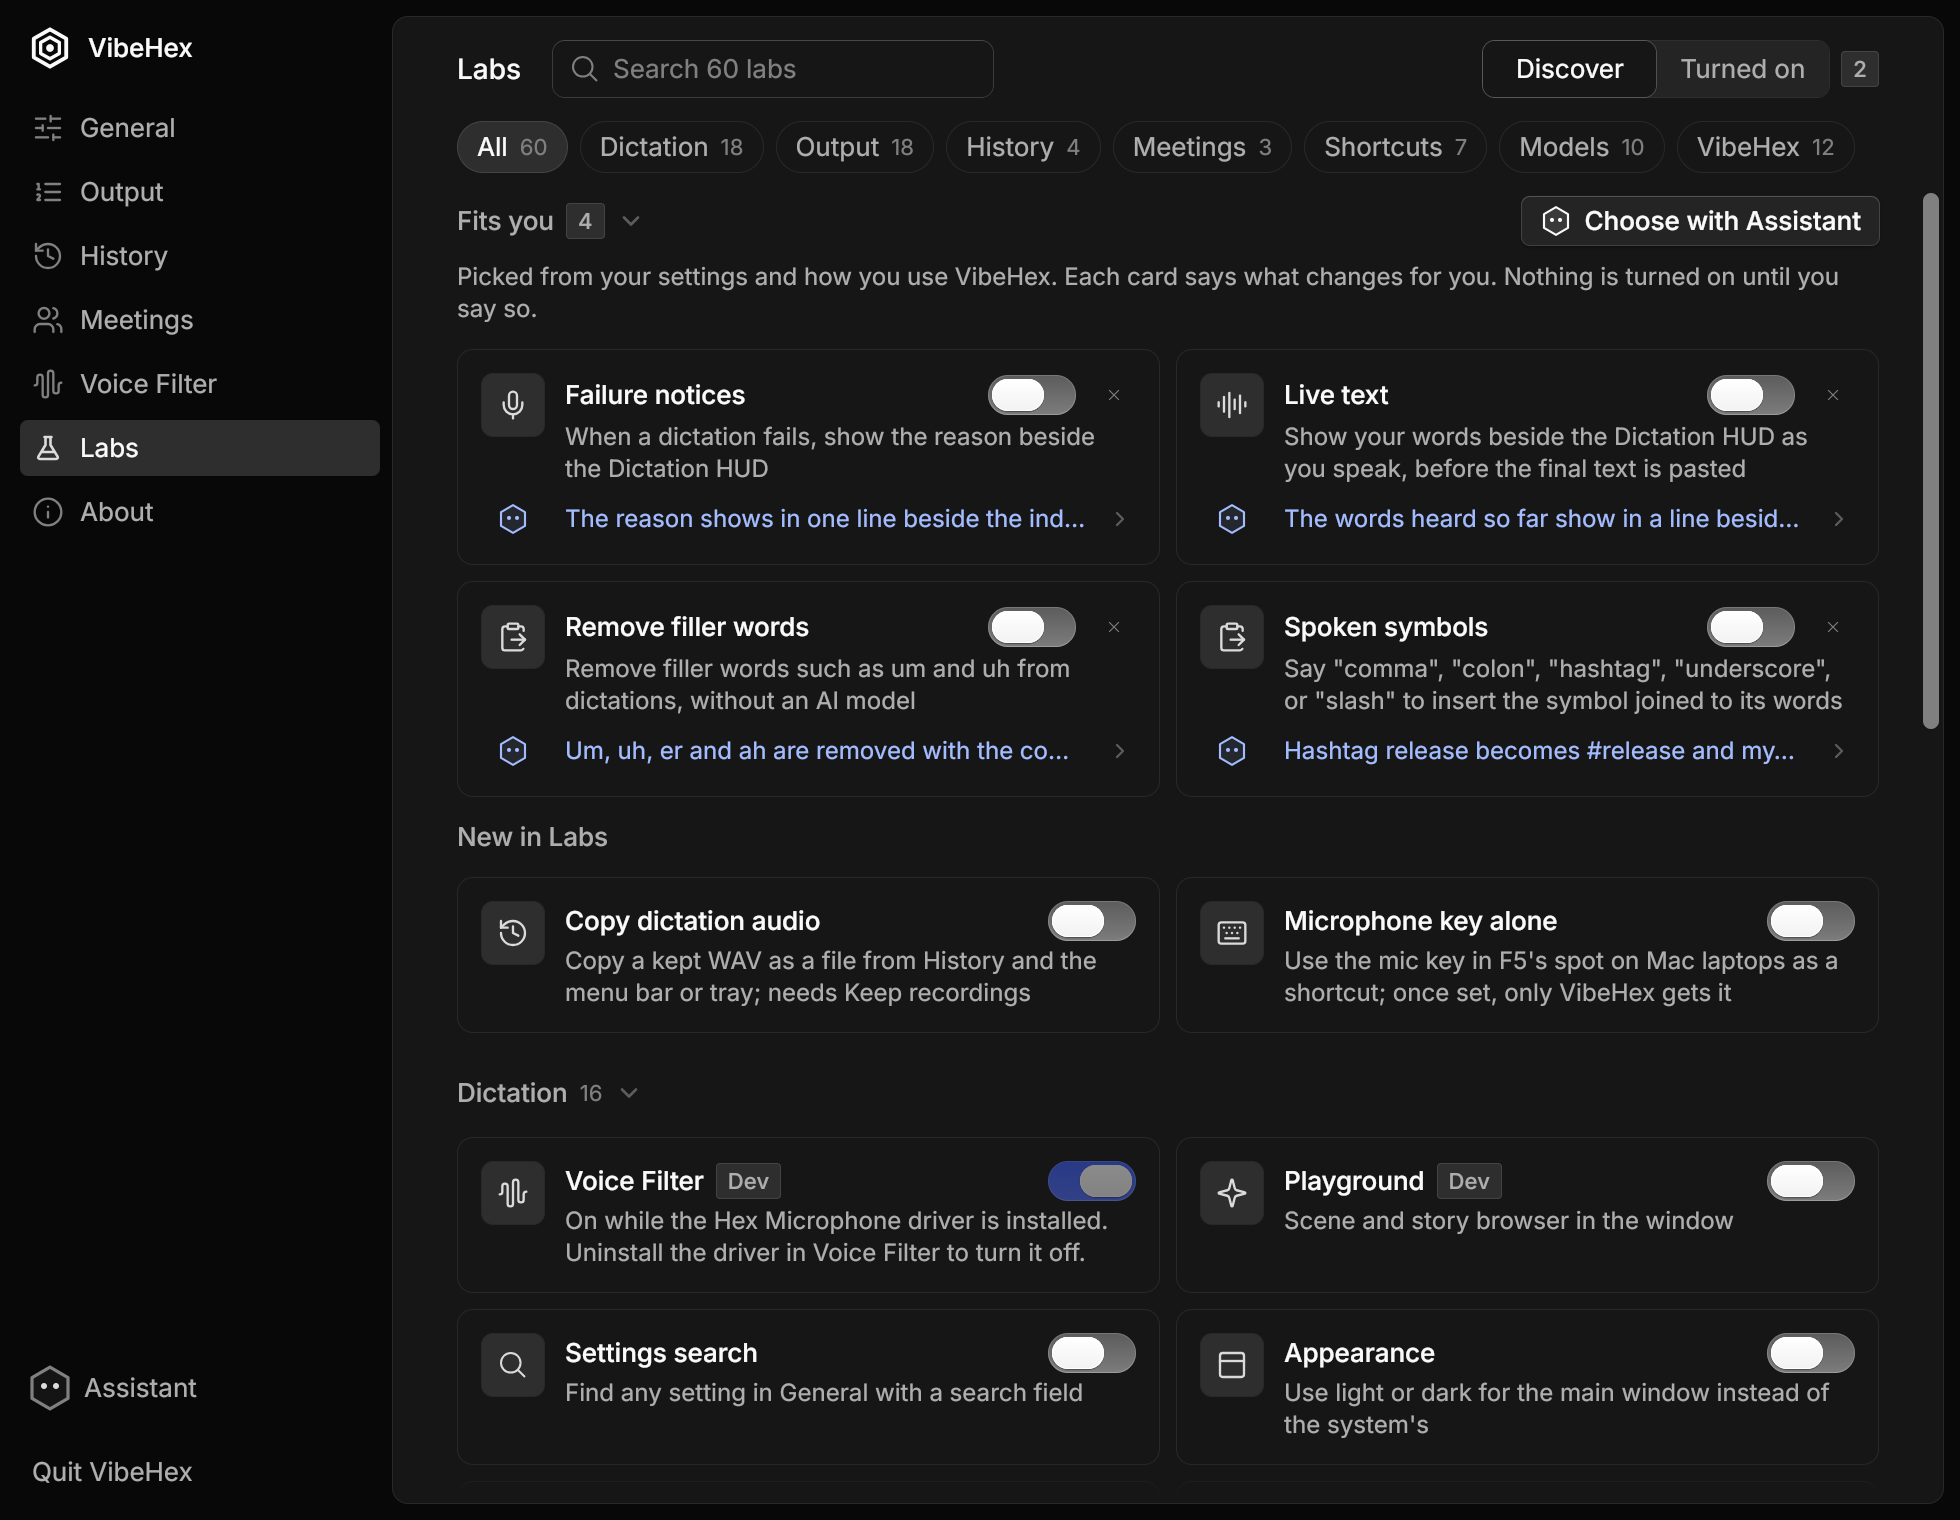 VibeHex
General
Output
History
Meetings
Voice Filter
Labs
About
Assistant
Quit VibeHex
Labs
Search 60 labs
Discover
Turned on
2
All 60
Dictation 18
Output 18
History 4
Meetings 3
Shortcuts 7
Models 10
VibeHex 12
Fits you 4
Choose with Assistant
Picked from your settings and how you use VibeHex. Each card says what changes for you. Nothing is turned on until you
say so.
Failure notices
When a dictation fails, show the reason beside
the Dictation HUD
The reason shows in one line beside the ind...
Live text
Show your words beside the Dictation HUD as
you speak, before the final text is pasted
The words heard so far show in a line besid...
Remove filler words
Remove filler words such as um and uh from
dictations, without an AI model
Um, uh, er and ah are removed with the co...
Spoken symbols
Say "comma", "colon", "hashtag", "underscore",
or "slash" to insert the symbol joined to its words
Hashtag release becomes #release and my...
New in Labs
Copy dictation audio
Copy a kept WAV as a file from History and the
menu bar or tray; needs Keep recordings
Microphone key alone
Use the mic key in F5's spot on Mac laptops as a
shortcut; once set, only VibeHex gets it
Dictation 16
Voice Filter Dev
On while the Hex Microphone driver is installed.
Uninstall the driver in Voice Filter to turn it off.
Playground Dev
Scene and story browser in the window
Settings search
Find any setting in General with a search field
Appearance
Use light or dark for the main window instead of
the system's